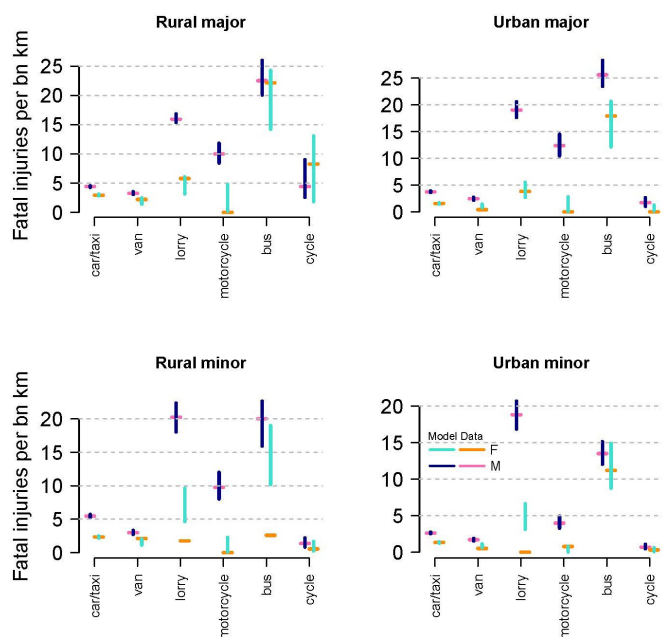 Rural major
Urban major
Fatal injuries per bn km
25
20
15
10
5
0
car/taxi
van
lorry
motorcycle
bus
cycle
25
20
15
10
5
0
car/taxi
van
lorry
motorcycle
bus
cycle
Rural minor
Urban minor
Fatal injuries per bn km
20
15
10
5
0
car/taxi
van
lorry
motorcycle
bus
cycle
20
15
10
5
0
Model Data
F
M
car/taxi
van
lorry
motorcycle
bus
cycle